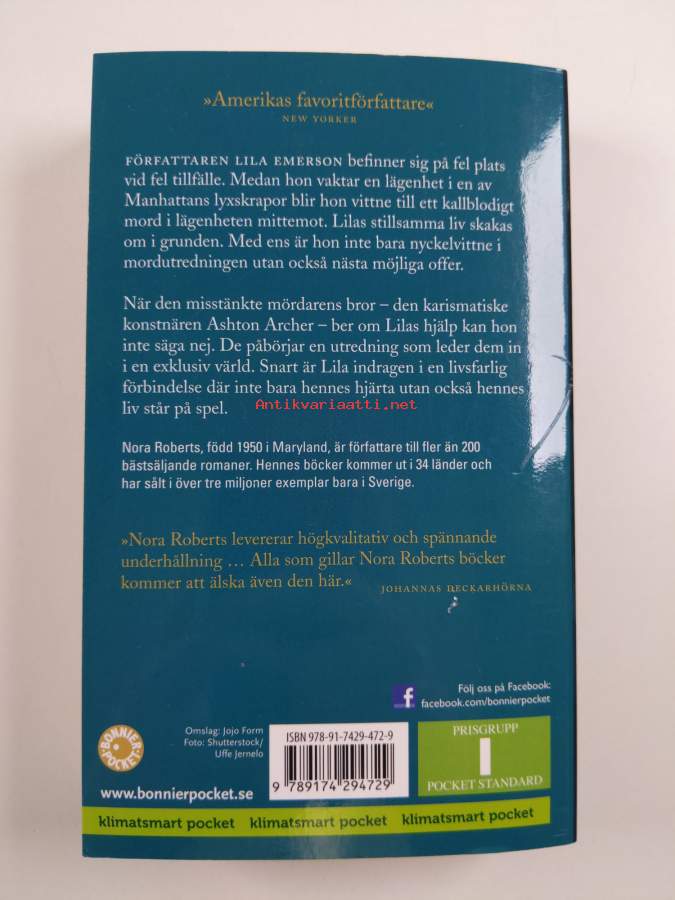 »Amerikas favoritförfattare«
NEW YORKER
FÖRFATTAREN LILA EMERSON befinner sig på fel plats
vid fel tillfälle. Medan hon vaktar en lägenhet i en av
Manhattans lyxskrapor blir hon vittne till ett kallblodigt
mord i lägenheten mittemot. Lilas stillsamma liv skakas
om i grunden. Med ens är hon inte bara nyckelvittne i
mordutredningen utan också nästa möjliga offer.
När den misstänkte mördarens bror – den karismatiske
konstnären Ashton Archer – ber om Lilas hjälp kan hon
inte säga nej. De påbörjar en utredning som leder dem in
i en exklusiv värld. Snart är Lila indragen i en livsfarlig
förbindelse där inte bara hennes hjärta utan också hennes
liv står på spel.
Antikvariaatti.net
Nora Roberts, född 1950 i Maryland, är författare till fler än 200
bästsäljande romaner. Hennes böcker kommer ut i 34 länder och
har sålt i över tre miljoner exemplar bara i Sverige.
»Nora Roberts levererar högkvalitativ och spännande
underhållning … Alla som gillar Nora Roberts böcker
kommer att älska även den här.«
JOHANNAS DECKARHÖRNA
f
Följ oss på Facebook:
facebook.com/bonnierpocket
BONNIER
POCKET
Omslag: Jojo Form
Foto: Shutterstock/
Uffe Jernelo
www.bonnierpocket.se
ISBN 978-91-7429-472-9
9 789174 294729
PRISGRUPP
1
POCKET STANDARD
klimatsmart pocket klimatsmart pocket klimatsmart pocket